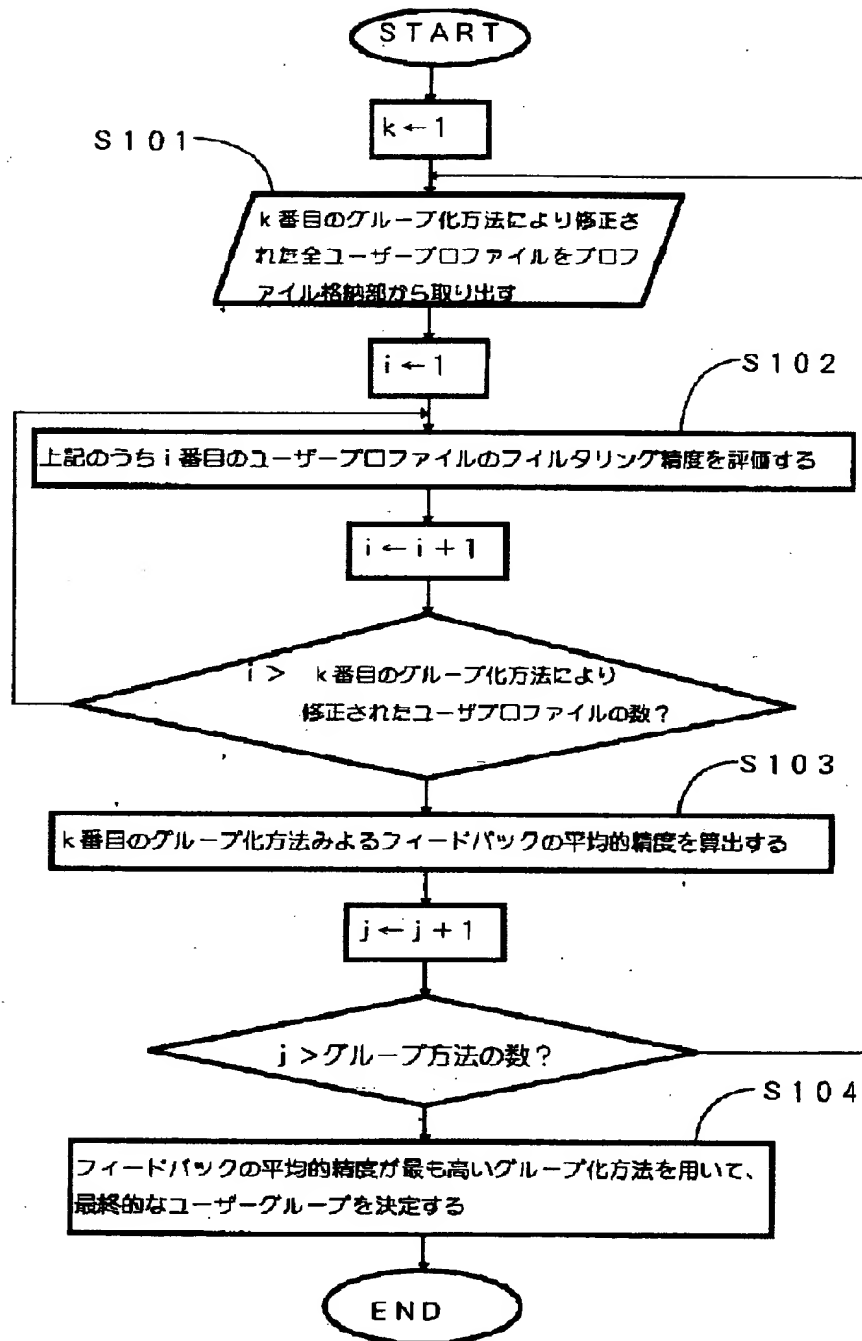 START
k←1
S101
k番目のグループ化方法により修正さ
れた全ユーザープロファイルをプロフ
ァイル格納部から取り出す
i←1
S102
上記のうちi番目のユーザープロファイルのフィルタリング精度を評価する
i←i+1
i> k番目のグループ化方法により
修正されたユーザプロファイルの数?
S103
k番目のグループ化方法みよるフィードバックの平均的精度を算出する
j←j+1
j>グループ方法の数?
S104
フィードバックの平均的精度が最も高いグループ化方法を用いて、
最終的なユーザーグループを決定する
END